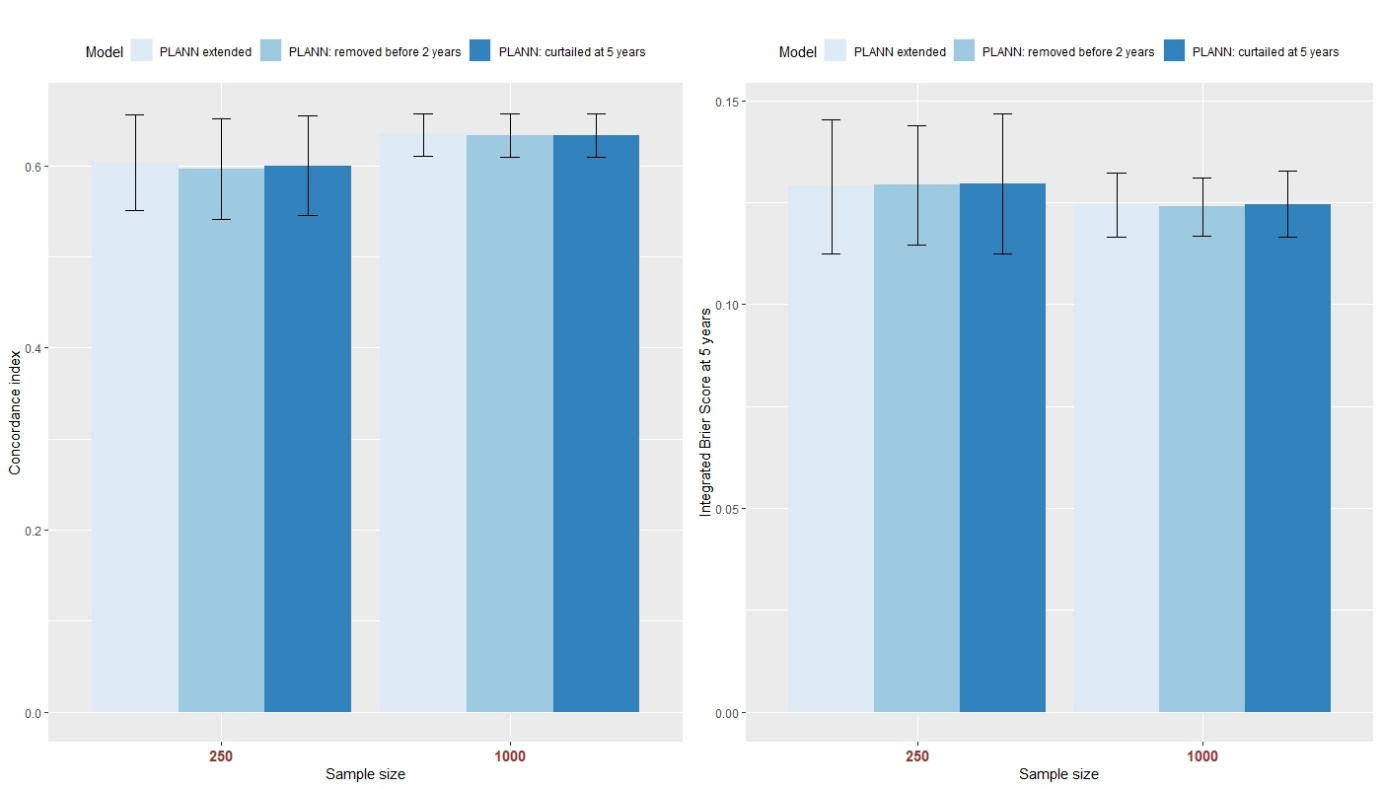 Model PLANN extended PLANN: removed before 2 years PLANN: curtailed at 5 years
Concordance index
0.6
0.4
0.2
0.0
250 1000
Sample size
Model PLANN extended PLANN: removed before 2 years PLANN: curtailed at 5 years
Integrated Brier Score at 5 years
0.15
0.10
0.05
0.00
250 1000
Sample size